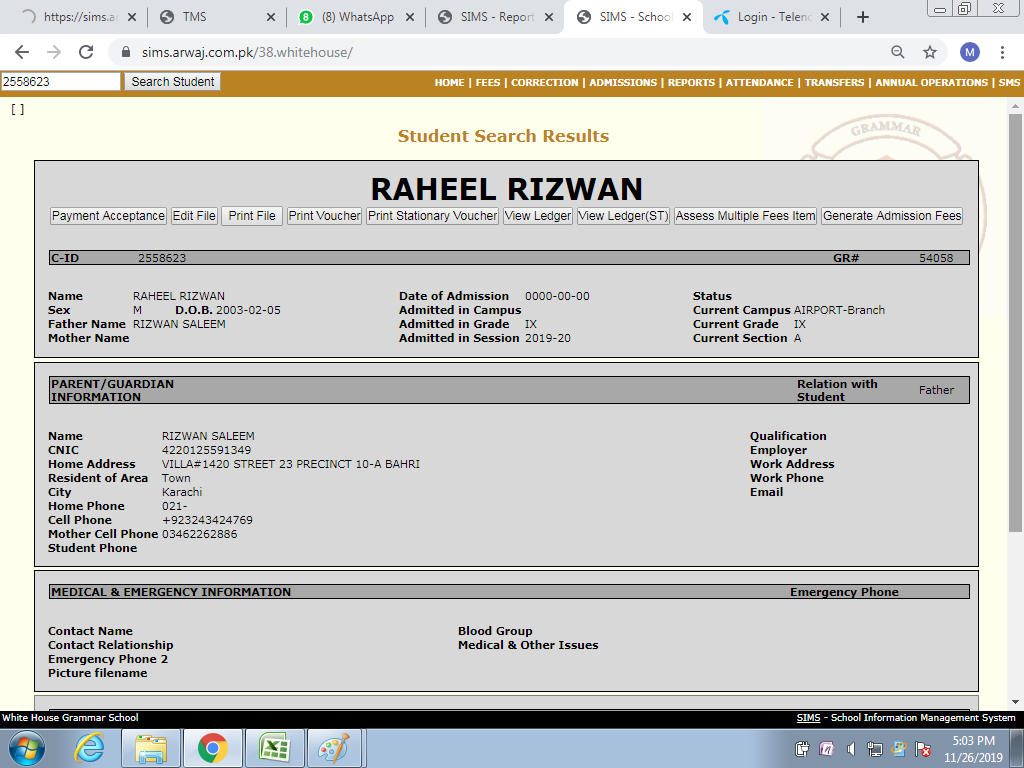 https://sims.ar
TMS
(8) WhatsApp
SIMS - Report
SIMS - School
Login - Teleno
sims.arwaj.com.pk/38.whitehouse/
M
2558623 Search Student HOME | FEES | CORRECTION | ADMISSIONS | REPORTS | ATTENDANCE | TRANSFERS | ANNUAL OPERATIONS | SMS
[ ]
GRAMMAR
Student Search Results
RAHEEL RIZWAN
Payment Acceptance Edit File Print File Print Voucher Print Stationary Voucher View Ledger View Ledger(ST) Assess Multiple Fees Item Generate Admission Fees
C-ID 2558623 GR# 54058
Name RAHEEL RIZWAN Date of Admission 0000-00-00 Status
Sex M D.O.B. 2003-02-05 Admitted in Campus Current Campus AIRPORT-Branch
Father Name RIZWAN SALEEM Admitted in Grade IX Current Grade IX
Mother Name Admitted in Session 2019-20 Current Section A
PARENT/GUARDIAN INFORMATION Relation with Student Father
Name RIZWAN SALEEM Qualification
CNIC 4220125591349 Employer
Home Address VILLA#1420 STREET 23 PRECINCT 10-A BAHRI Work Address
Resident of Area Town Work Phone
City Karachi Email
Home Phone 021-
Cell Phone +923243424769
Mother Cell Phone 03462262886
Student Phone
MEDICAL & EMERGENCY INFORMATION Emergency Phone
Contact Name Blood Group
Contact Relationship Medical & Other Issues
Emergency Phone 2
Picture filename
White House Grammar School SIMS - School Information Management System
5:03 PM
11/26/2019